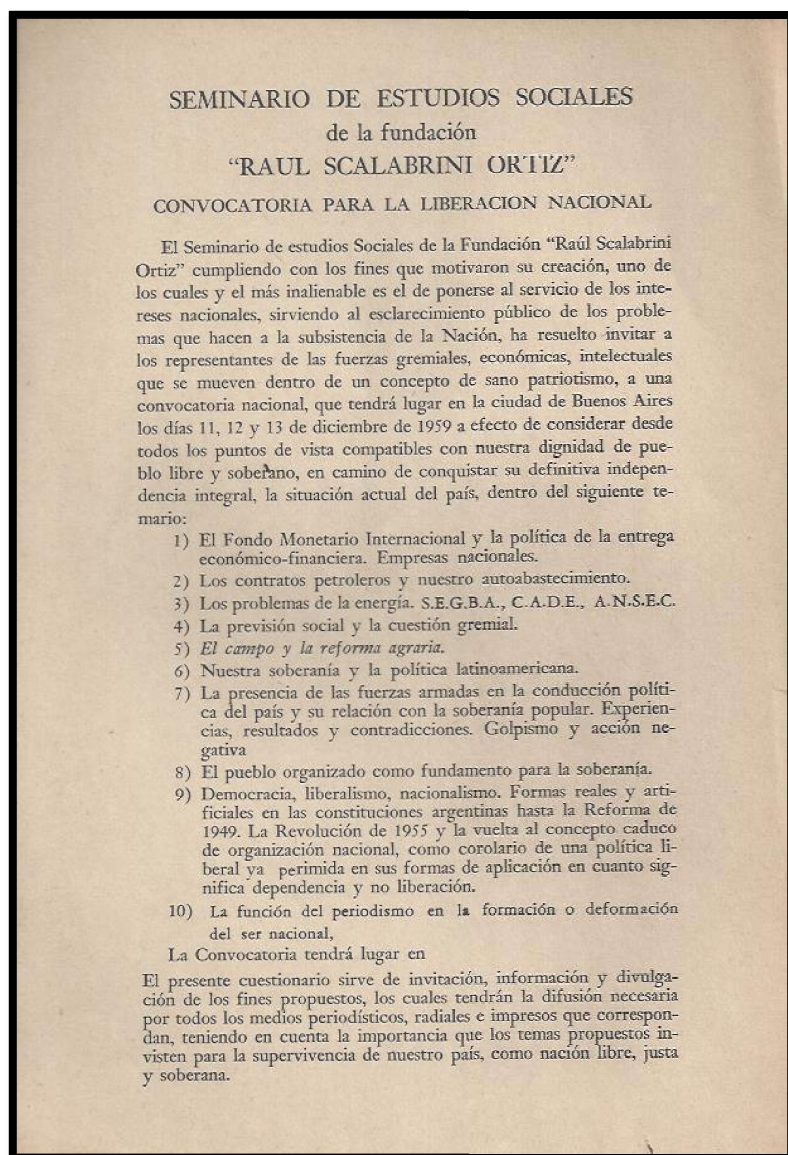 SEMINARIO DE ESTUDIOS SOCIALES
de la fundación
"RAUL SCALABRINI ORTIZ"
CONVOCATORIA PARA LA LIBERACION NACIONAL
El Seminario de estudios Sociales de la Fundación "Raúl Scalabrini
Ortiz" cumpliendo con los fines que motivaron su creación, uno de
los cuales y el más inalienable es el de ponerse al servicio de los inte-
reses nacionales, sirviendo al esclarecimiento público de los proble-
mas que hacen a la subsistencia de la Nación, ha resuelto invitar a
los representantes de las fuerzas gremiales, económicas, intelectuales
que se mueven dentro de un concepto de sano patriotismo, a una
convocatoria nacional, que tendrá lugar en la ciudad de Buenos Aires
los días 11, 12 y 13 de diciembre de 1959 a efecto de considerar desde
todos los puntos de vista compatibles con nuestra dignidad de pue-
blo libre y soberano, en camino de conquistar su definitiva indepen-
dencia integral, la situación actual del país, dentro del siguiente te-
mario:
1) El Fondo Monetario Internacional y la política de la entrega
económico-financiera. Empresas nacionales.
2) Los contratos petroleros y nuestro autoabastecimiento.
3) Los problemas de la energía. S.E.G.B.A., C.A.D.E., A.N.S.E.C.
4) La previsión social y la cuestión gremial.
5) El campo y la reforma agraria.
6) Nuestra soberanía y la política latinoamericana.
7) La presencia de las fuerzas armadas en la conducción políti-
ca del país y su relación con la soberanía popular. Experien-
cias, resultados y contradicciones. Golpismo y acción ne-
gativa
8) El pueblo organizado como fundamento para la soberanía.
9) Democracia, liberalismo, nacionalismo. Formas reales y arti-
ficiales en las constituciones argentinas hasta la Reforma de
1949. La Revolución de 1955 y la vuelta al concepto caduco
de organización nacional, como corolario de una política li-
beral ya perimida en sus formas de aplicación en cuanto sig-
nifica dependencia y no liberación.
10) La función del periodismo en la formación o deformación
del ser nacional,
La Convocatoria tendrá lugar en
El presente cuestionario sirve de invitación, información y divulga-
ción de los fines propuestos, los cuales tendrán la difusión necesaria
por todos los medios periodísticos, radiales e impresos que correspon-
dan, teniendo en cuenta la importancia que los temas propuestos in-
visten para la supervivencia de nuestro país, como nación libre, justa
y soberana.